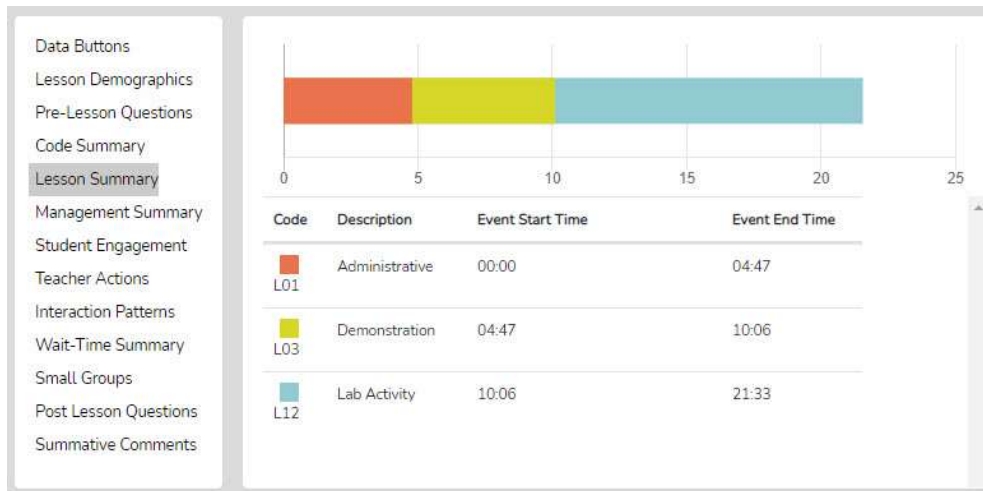 Data Buttons
Lesson Demographics
Pre-Lesson Questions
Code Summary
Lesson Summary
Management Summary
Student Engagement
Teacher Actions
Interaction Patterns
Wait-Time Summary
Small Groups
Post Lesson Questions
Summative Comments
0 5 10 15 20 25
Code Description Event Start Time Event End Time
L01 Administrative 00:00 04:47
L03 Demonstration 04:47 10:06
L12 Lab Activity 10:06 21:33